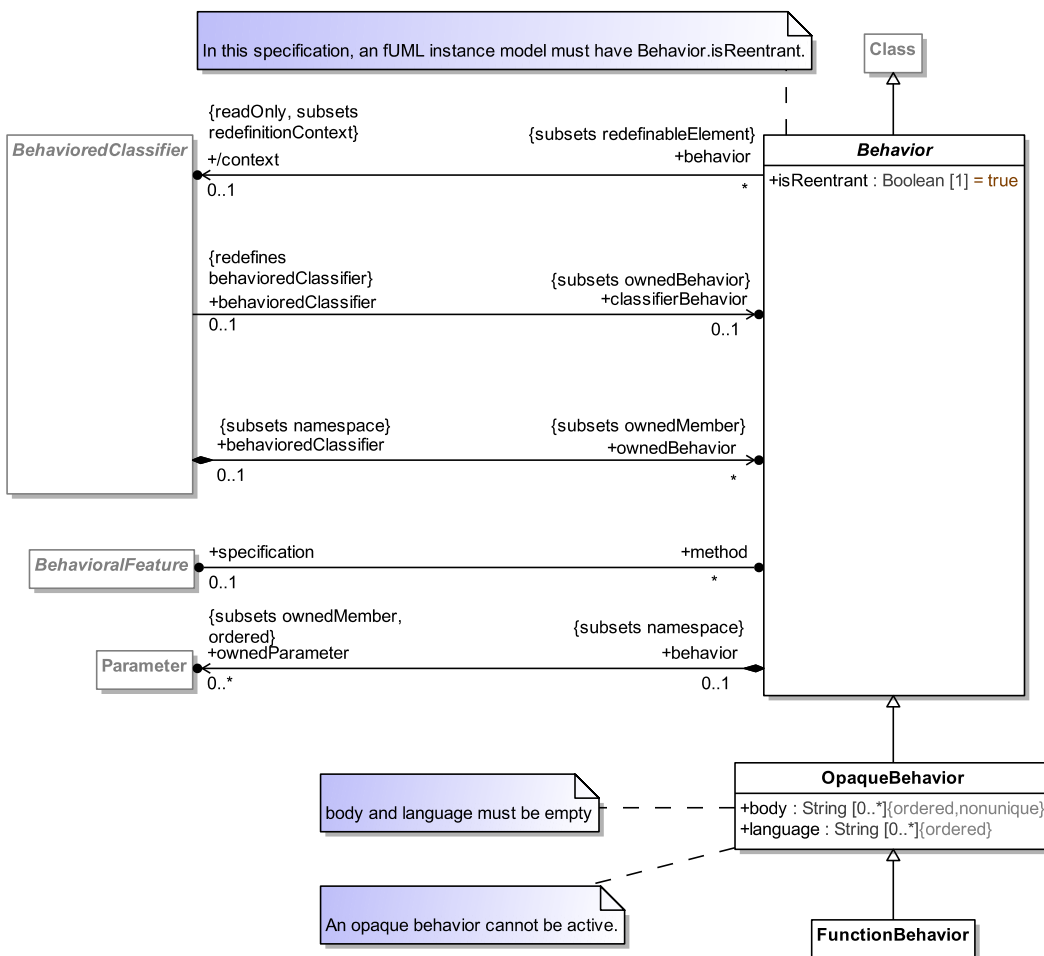 In this specification, an fUML instance model must have Behavior.isReentrant.
Class
{readOnly, subsets
redefinitionContext}
+/context
0..1
{subsets redefinableElement}
+behavior
*
BehavioredClassifier
Behavior
+isReentrant : Boolean [1] = true
{redefines
behavioredClassifier}
+behavioredClassifier
0..1
{subsets ownedBehavior}
+classifierBehavior
0..1
{subsets namespace}
+behavioredClassifier
0..1
{subsets ownedMember}
+ownedBehavior
*
BehavioralFeature
+specification
0..1
+method
*
{subsets ownedMember,
ordered}
+ownedParameter
0..*
{subsets namespace}
+behavior
0..1
Parameter
OpaqueBehavior
+body : String [0..*]{ordered,nonunique}
+language : String [0..*]{ordered}
body and language must be empty
An opaque behavior cannot be active.
FunctionBehavior